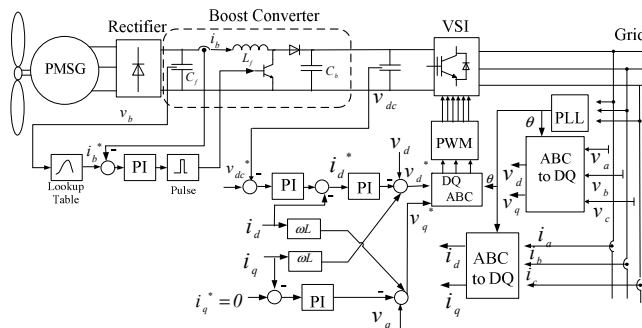 Rectifier
Boost Converter
VSI
Grid
PMSG
i_b
L_f
C_f
C_b
v_dc
v_b
PLL
θ
PWM
v_d
i_b*
PI
Lookup
Table
Pulse
v_dc*
PI
i_d*
PI
v_d*
DQ
ABC
θ
ABC
to DQ
v_a
v_b
v_c
v_d
v_q
i_d
ωL
v_q*
i_q
ωL
i_q* = 0
PI
v_q
ABC
to DQ
i_a
i_b
i_c
i_d
i_q